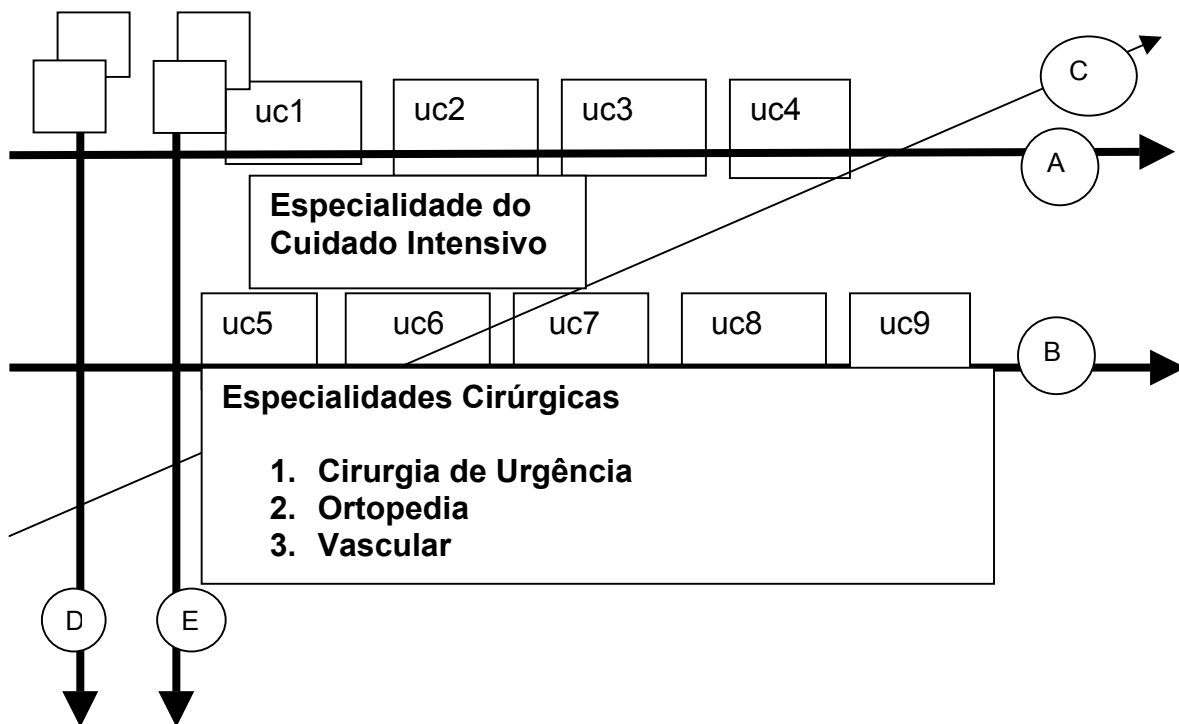 C
uc1 uc2 uc3 uc4
A
Especialidade do
Cuidado Intensivo
uc5 uc6 uc7 uc8 uc9
B
Especialidades Cirúrgicas
1. Cirurgia de Urgência
2. Ortopedia
3. Vascular
D E